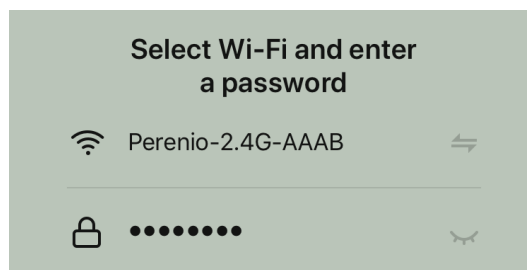 Select Wi-Fi and enter
a password
Perenio-2.4G-AAAB
••••••••